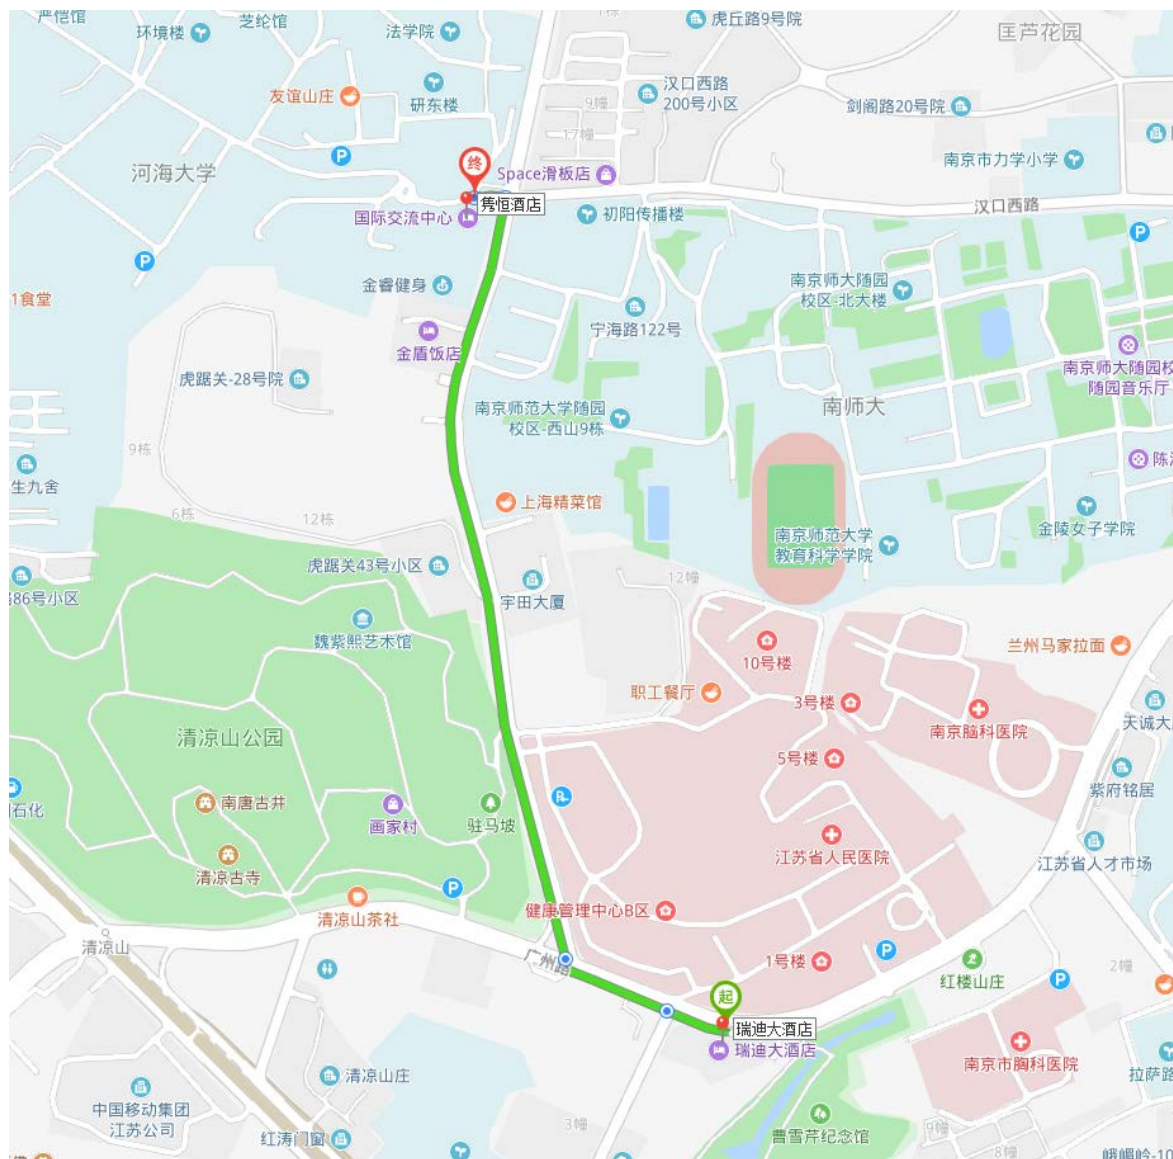 芝纶馆
环境楼
法学院
虎丘路9号院
匡芦花园
汉口西路
200号小区
友谊山庄
研东楼
9幢
剑阁路20号院
17幢
河海大学
终
Space滑板店
南京市力学小学
隽恒酒店
国际交流中心
初阳传播楼
汉口西路
1食堂
金睿健身
南京师大随园
校区-北大楼
宁海路122号
金盾饭店
虎踞关-28号院
南京师大随园校
随园音乐厅
南京师范大学随园
校区-西山9栋
南师大
9栋
生九舍
6栋
12栋
上海精菜馆
金陵女子学院
南京师范大学
教育科学学院
虎踞关43号小区
12幢
86号小区
宇田大厦
魏紫熙艺术馆
10号楼
兰州马家拉面
职工餐厅
3号楼
南京脑科医院
天诚大
清凉山公园
5号楼
紫府铭居
石化
南唐古井
画家村
驻马坡
江苏省人民医院
江苏省人才市场
清凉古寺
清凉山茶社
健康管理中心B区
清凉山
广州路
1号楼
红楼山庄
2幢
起
瑞迪大酒店
瑞迪大酒店
南京市胸科医院
清凉山庄
拉萨路
中国移动集团
江苏公司
红涛门窗
3幢
曹雪芹纪念馆
9幢
8幢
峨嵋岭-10